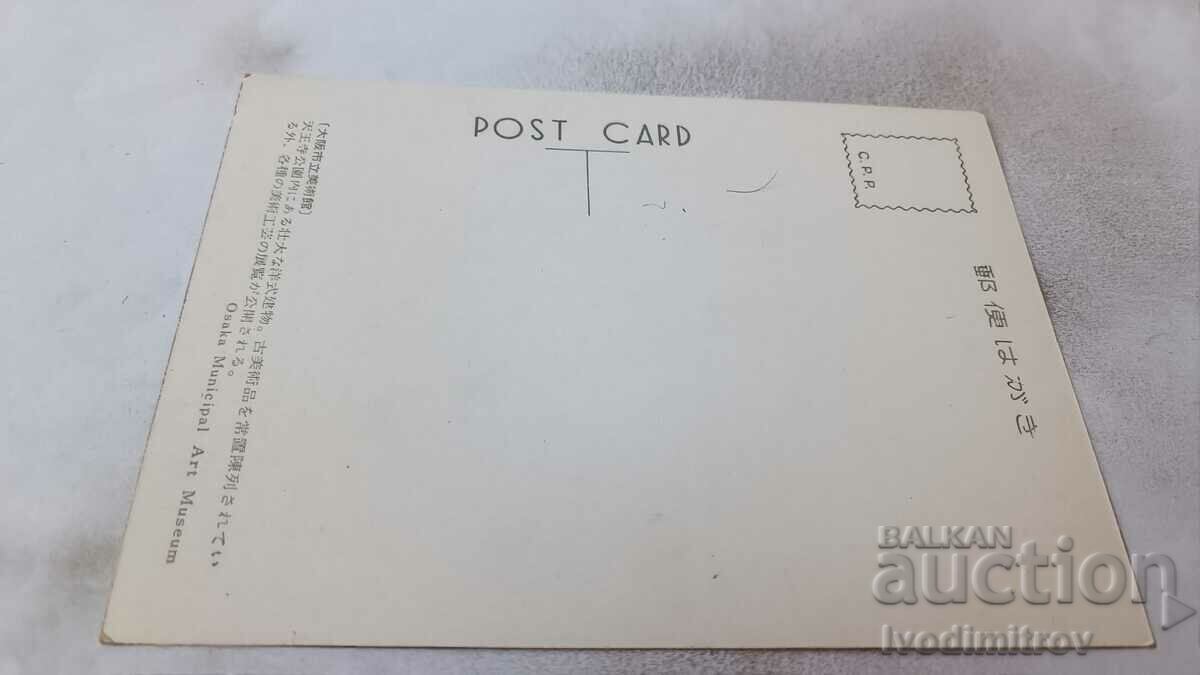 POST CARD
C.P.P.
郵便はがき
〔大阪市立美術館〕
天王寺公園内にある壮大な洋式建物。古美術品を常置陳列されてい
る外、各種の美術工芸の展覧が公開される。
Osaka Municipal Art Museum
BALKAN
auction
Ivodimitrov